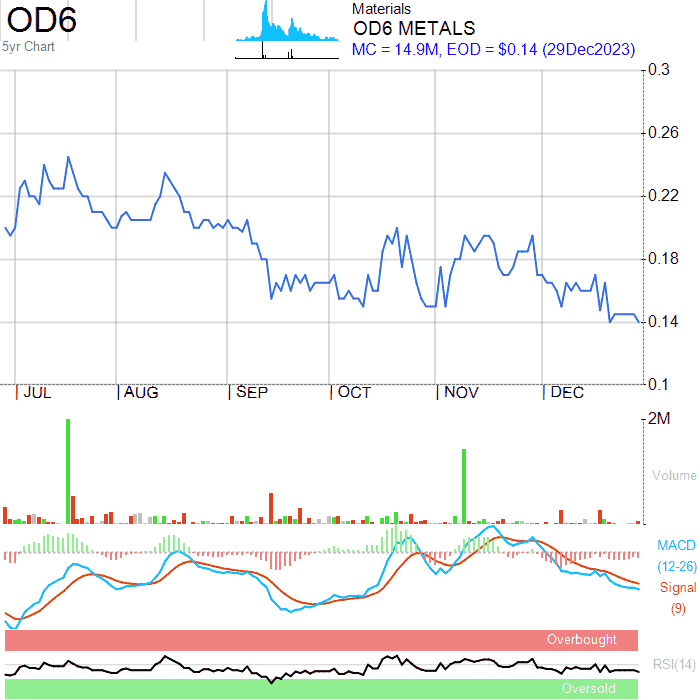 OD6
5yr Chart
Materials
OD6 METALS
MC = 14.9M, EOD = $0.14 (29Dec2023)
0.3
0.26
0.22
0.18
0.14
0.1
JUL AUG SEP OCT NOV DEC
2M
Volume
MACD
(12-26)
Signal
(9)
Overbought
RSI(14)
Oversold